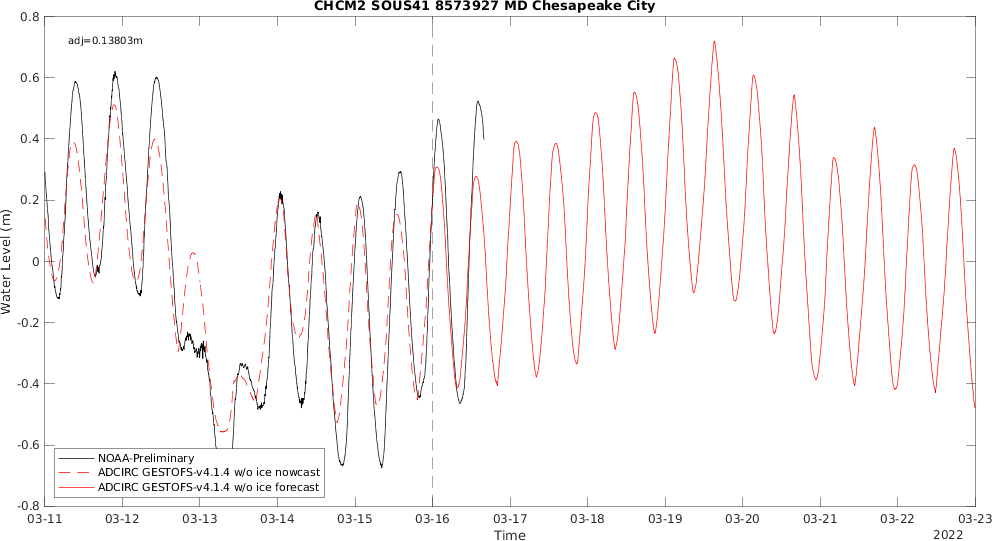 CHCM2 SOUS41 8573927 MD Chesapeake City
adj=0.13803m
Water Level (m)
0.8
0.6
0.4
0.2
0
-0.2
-0.4
-0.6
-0.8
NOAA-Preliminary
ADCIRC GESTOFS-v4.1.4 w/o ice nowcast
ADCIRC GESTOFS-v4.1.4 w/o ice forecast
03-11 03-12 03-13 03-14 03-15 03-16 03-17 03-18 03-19 03-20 03-21 03-22 03-23
Time
2022